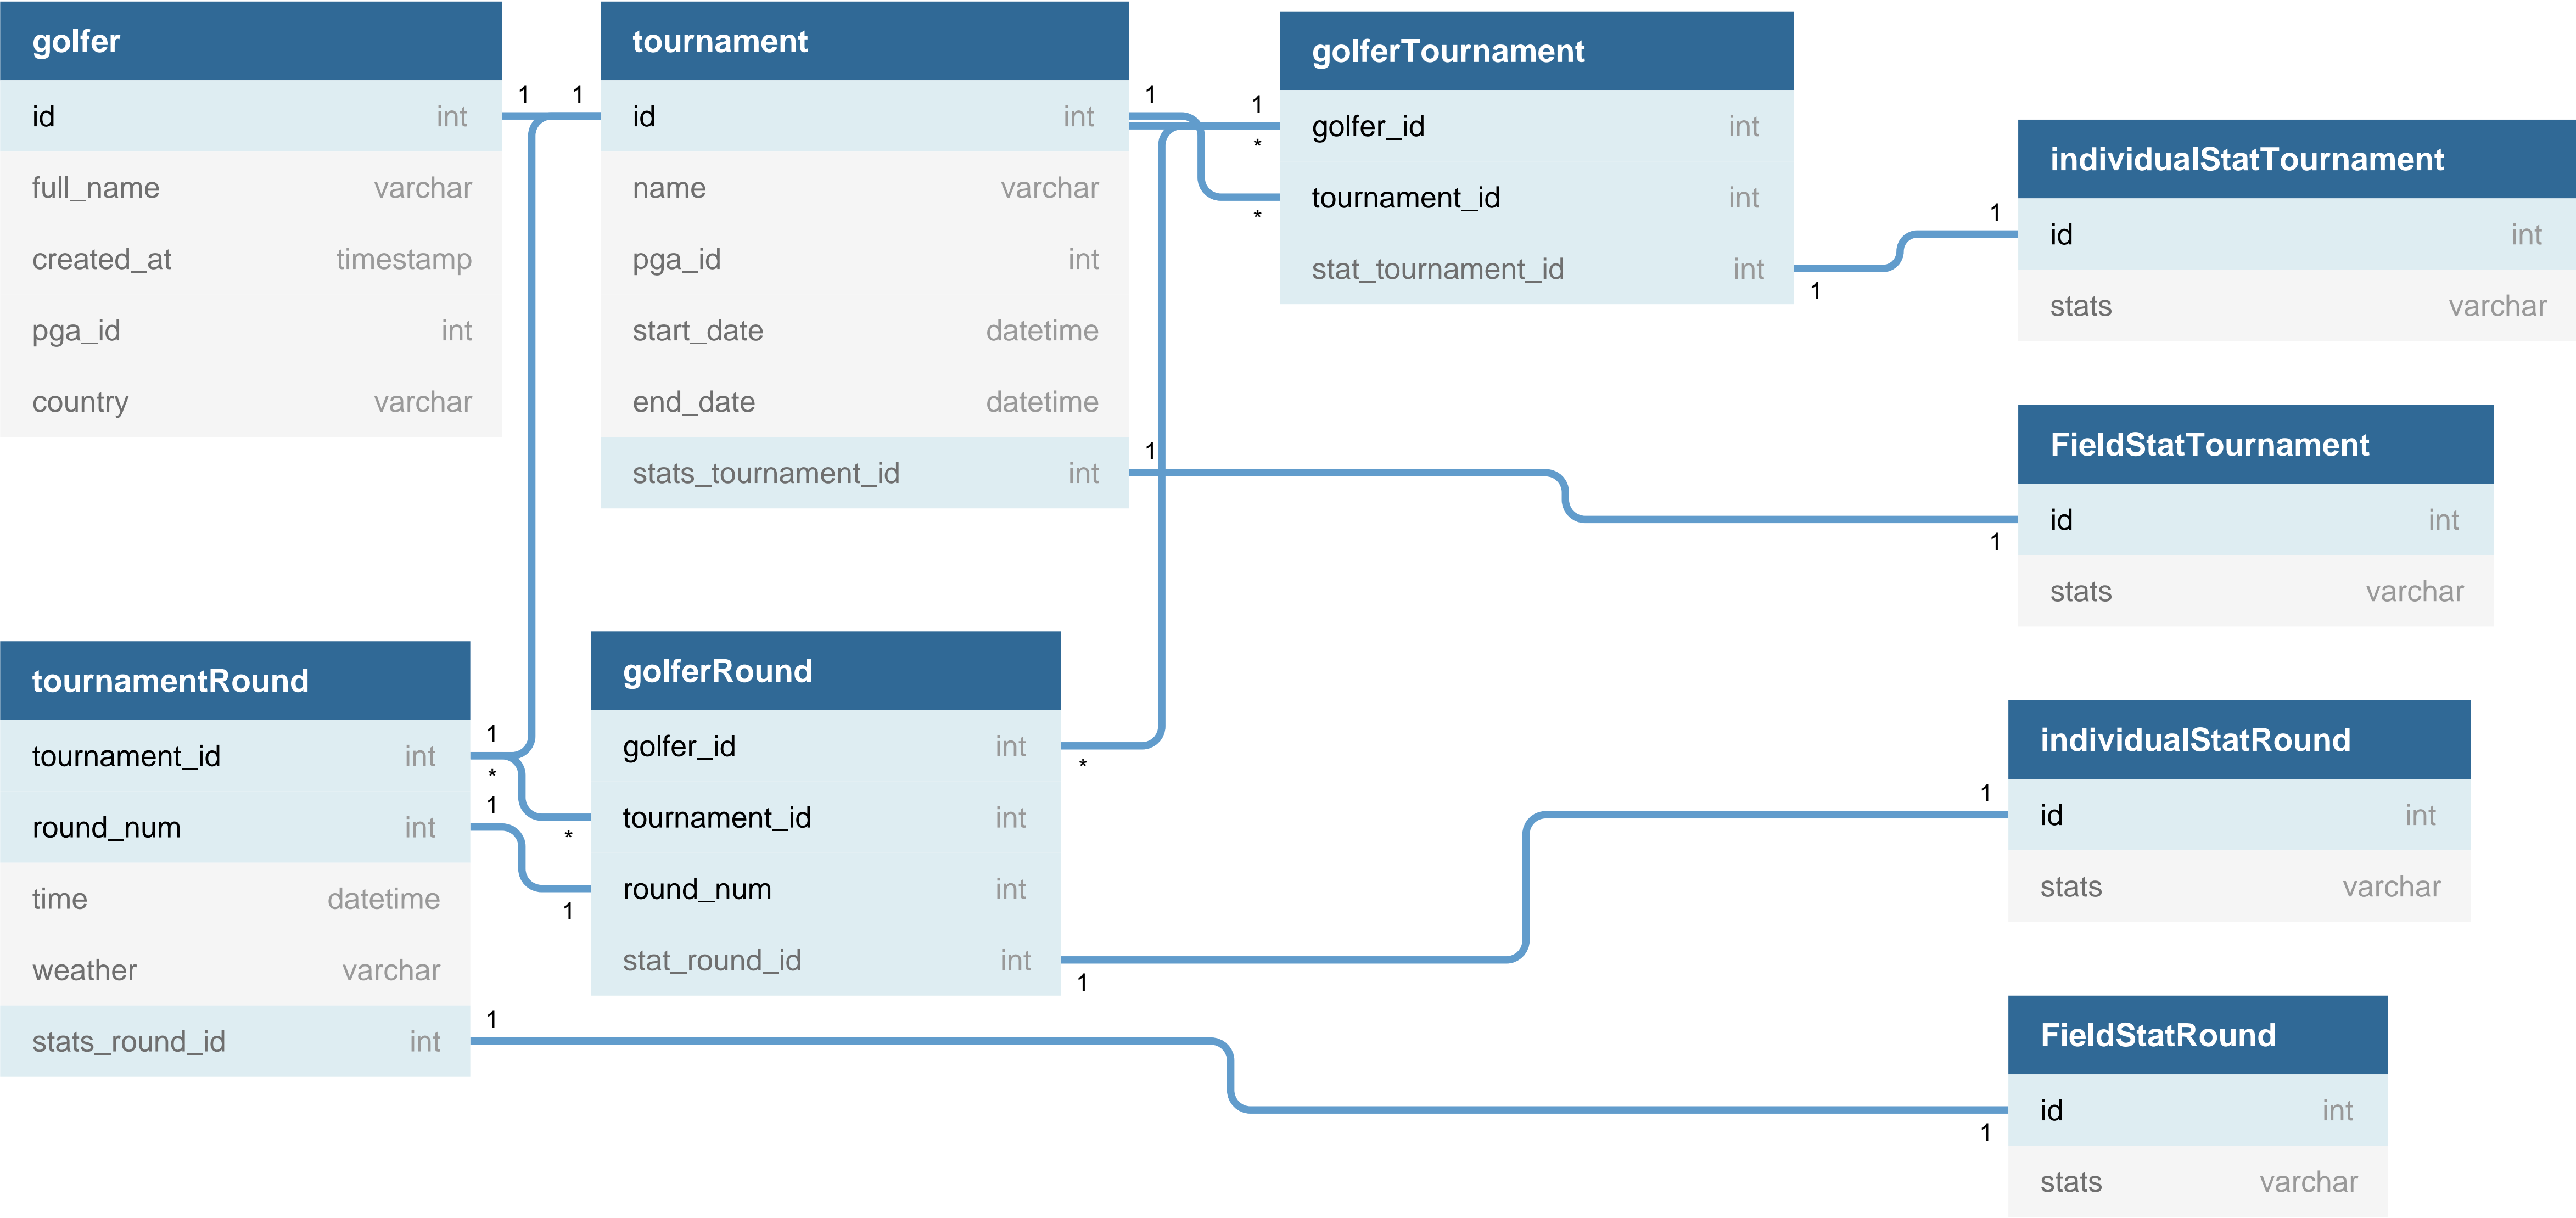 golfer
id int
full_name varchar
created_at timestamp
pga_id int
country varchar
1 1
tournament
id int
name varchar
pga_id int
start_date datetime
end_date datetime
stats_tournament_id int
1
1
1
*
*
golferTournament
golfer_id int
tournament_id int
stat_tournament_id int
1
1
individualStatTournament
id int
stats varchar
FieldStatTournament
1
id int
stats varchar
tournamentRound
tournament_id int
round_num int
time datetime
weather varchar
stats_round_id int
1
*
1
*
1
1
golferRound
golfer_id int
tournament_id int
round_num int
stat_round_id int
*
1
individualStatRound
1
id int
stats varchar
FieldStatRound
id int
1
stats varchar